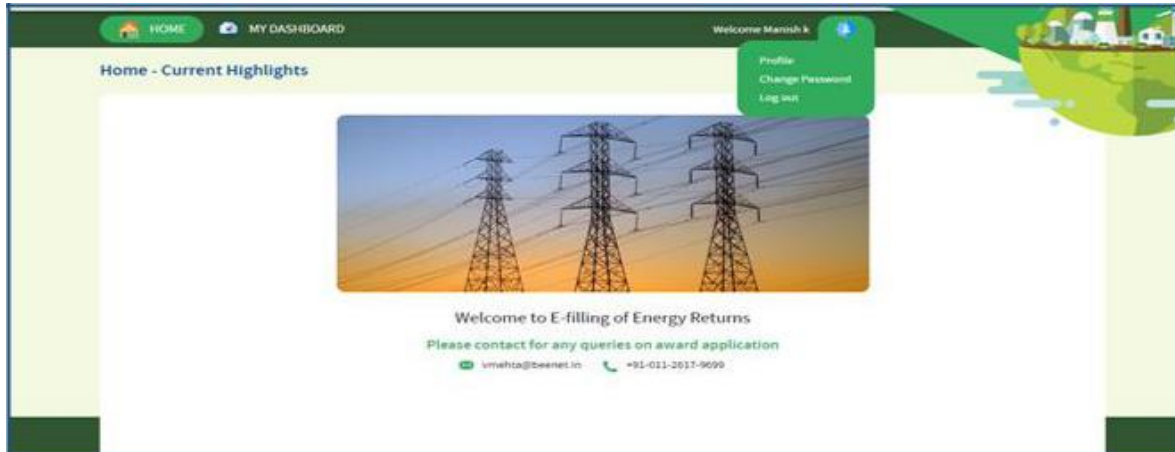 HOME MY DASHBOARD Welcome Manish k
Profile
Change Password
Log out
Home - Current Highlights
Welcome to E-filling of Energy Returns
Please contact for any queries on award application
vmehta@beenet.in +91-011-2617-9699